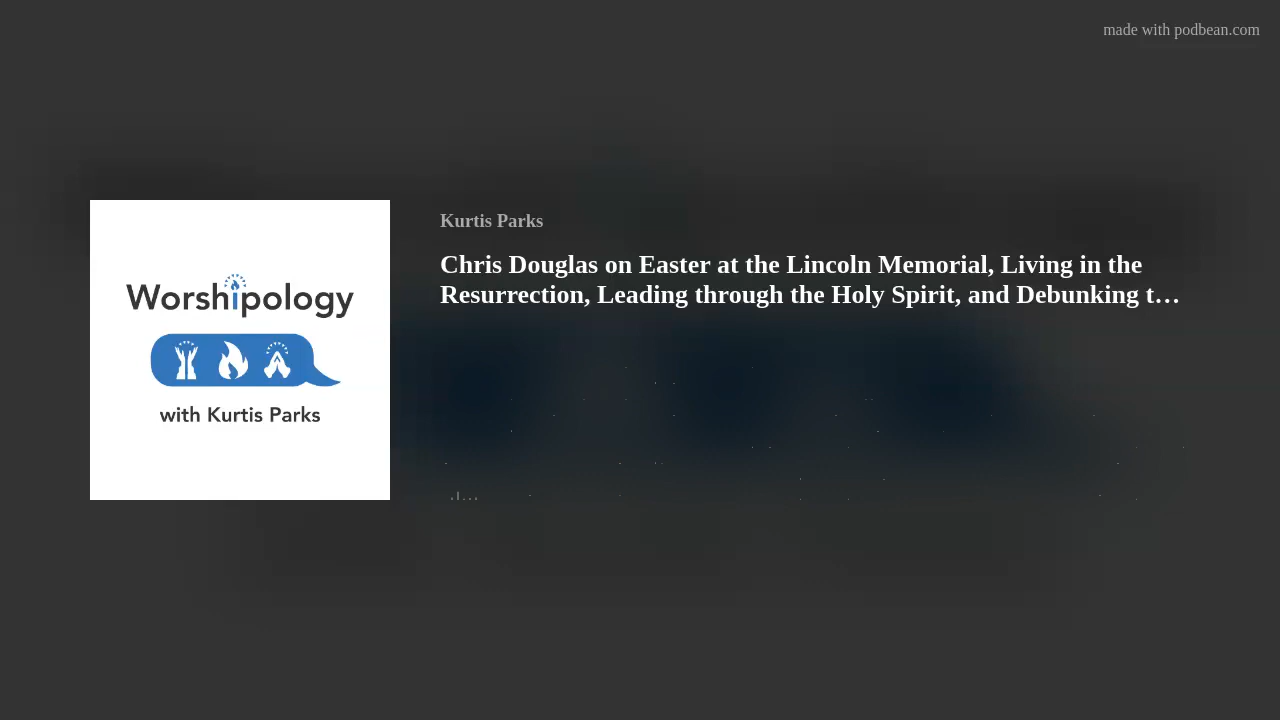 made with podbean.com
Worshipology
with Kurtis Parks
Kurtis Parks
Chris Douglas on Easter at the Lincoln Memorial, Living in the
Resurrection, Leading through the Holy Spirit, and Debunking t…